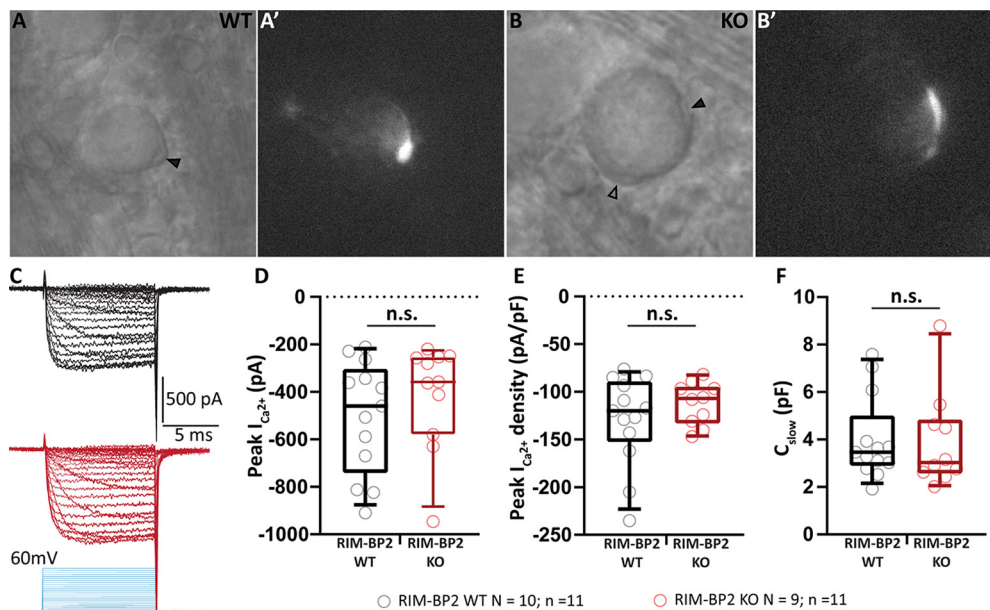 A WT A' B KO B'
C
500 pA
5 ms
60mV
D
n.s.
Peak I Ca2+ (pA)
0
-200
-400
-600
-800
-1000
RIM-BP2 RIM-BP2
WT KO
E
n.s.
Peak I Ca2+ density (pA/pF)
0
-50
-100
-150
-200
-250
RIM-BP2 RIM-BP2
WT KO
F
n.s.
C slow (pF)
10
8
6
4
2
0
RIM-BP2 RIM-BP2
WT KO
RIM-BP2 WT N = 10; n =11
RIM-BP2 KO N = 9; n =11